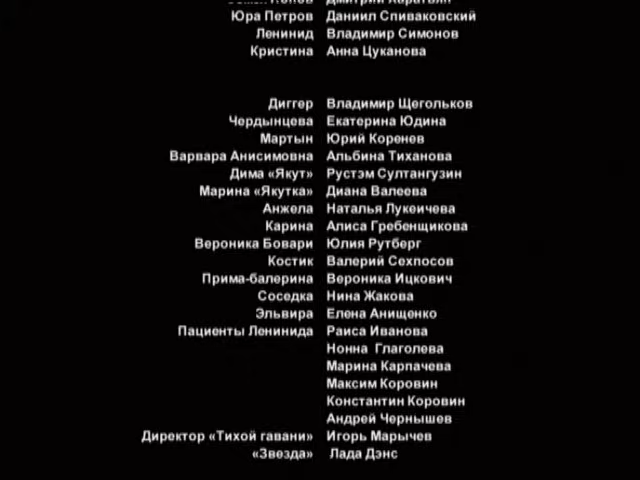 Юра Петров Даниил Спиваковский
Ленинид Владимир Симонов
Кристина Анна Цуканова
Диггер Владимир Щегольков
Чердынцева Екатерина Юдина
Мартын Юрий Коренев
Варвара Анисимовна Альбина Тиханова
Дима «Якут» Рустэм Султангузин
Марина «Якутка» Диана Валеева
Анжела Наталья Лукеичева
Карина Алиса Гребенщикова
Вероника Бовари Юлия Рутберг
Костик Валерий Сехпосов
Прима-балерина Вероника Ицкович
Соседка Нина Жакова
Эльвира Елена Анищенко
Пациенты Ленинида Раиса Иванова
Нонна Глаголева
Марина Карпачева
Максим Коровин
Константин Коровин
Андрей Чернышев
Директор «Тихой гавани» Игорь Марычев
«Звезда» Лада Дэнс